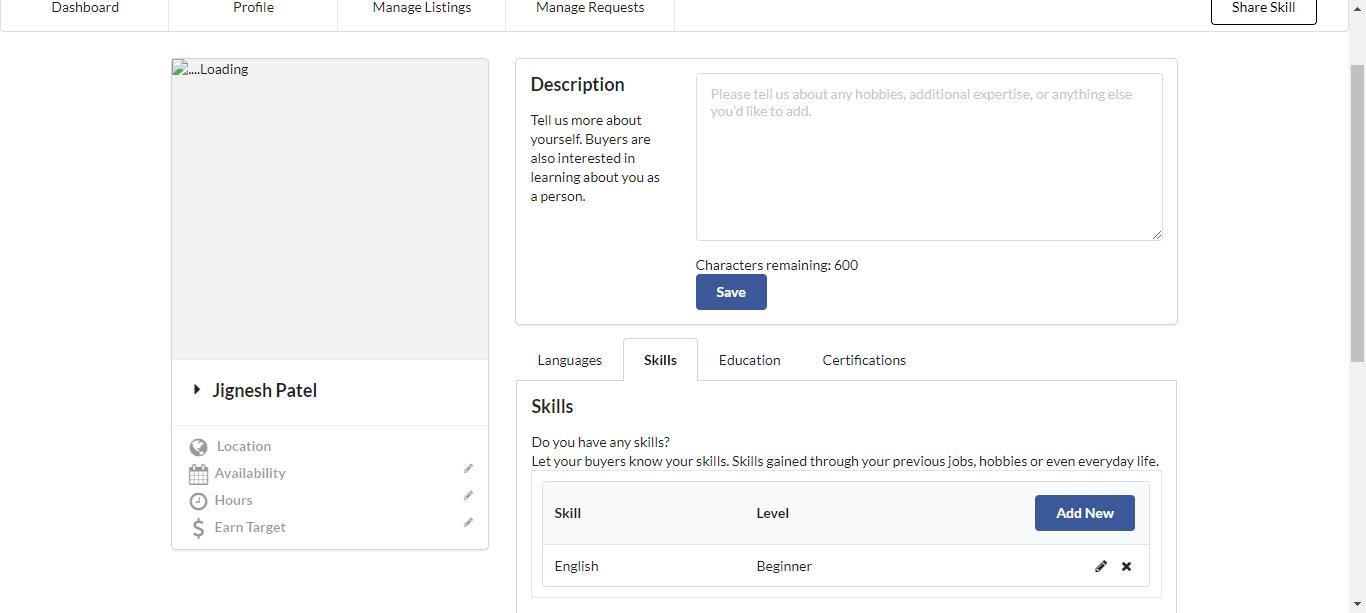 Dashboard
Profile
Manage Listings
Manage Requests
Share Skill
....Loading
Jignesh Patel
Location
Availability
Hours
Earn Target
Description
Tell us more about
yourself. Buyers are
also interested in
learning about you as
a person.
Please tell us about any hobbies, additional expertise, or anything else
you'd like to add.
Characters remaining: 600
Save
Languages
Skills
Education
Certifications
Skills
Do you have any skills?
Let your buyers know your skills. Skills gained through your previous jobs, hobbies or even everyday life.
Skill
Level
Add New
English
Beginner